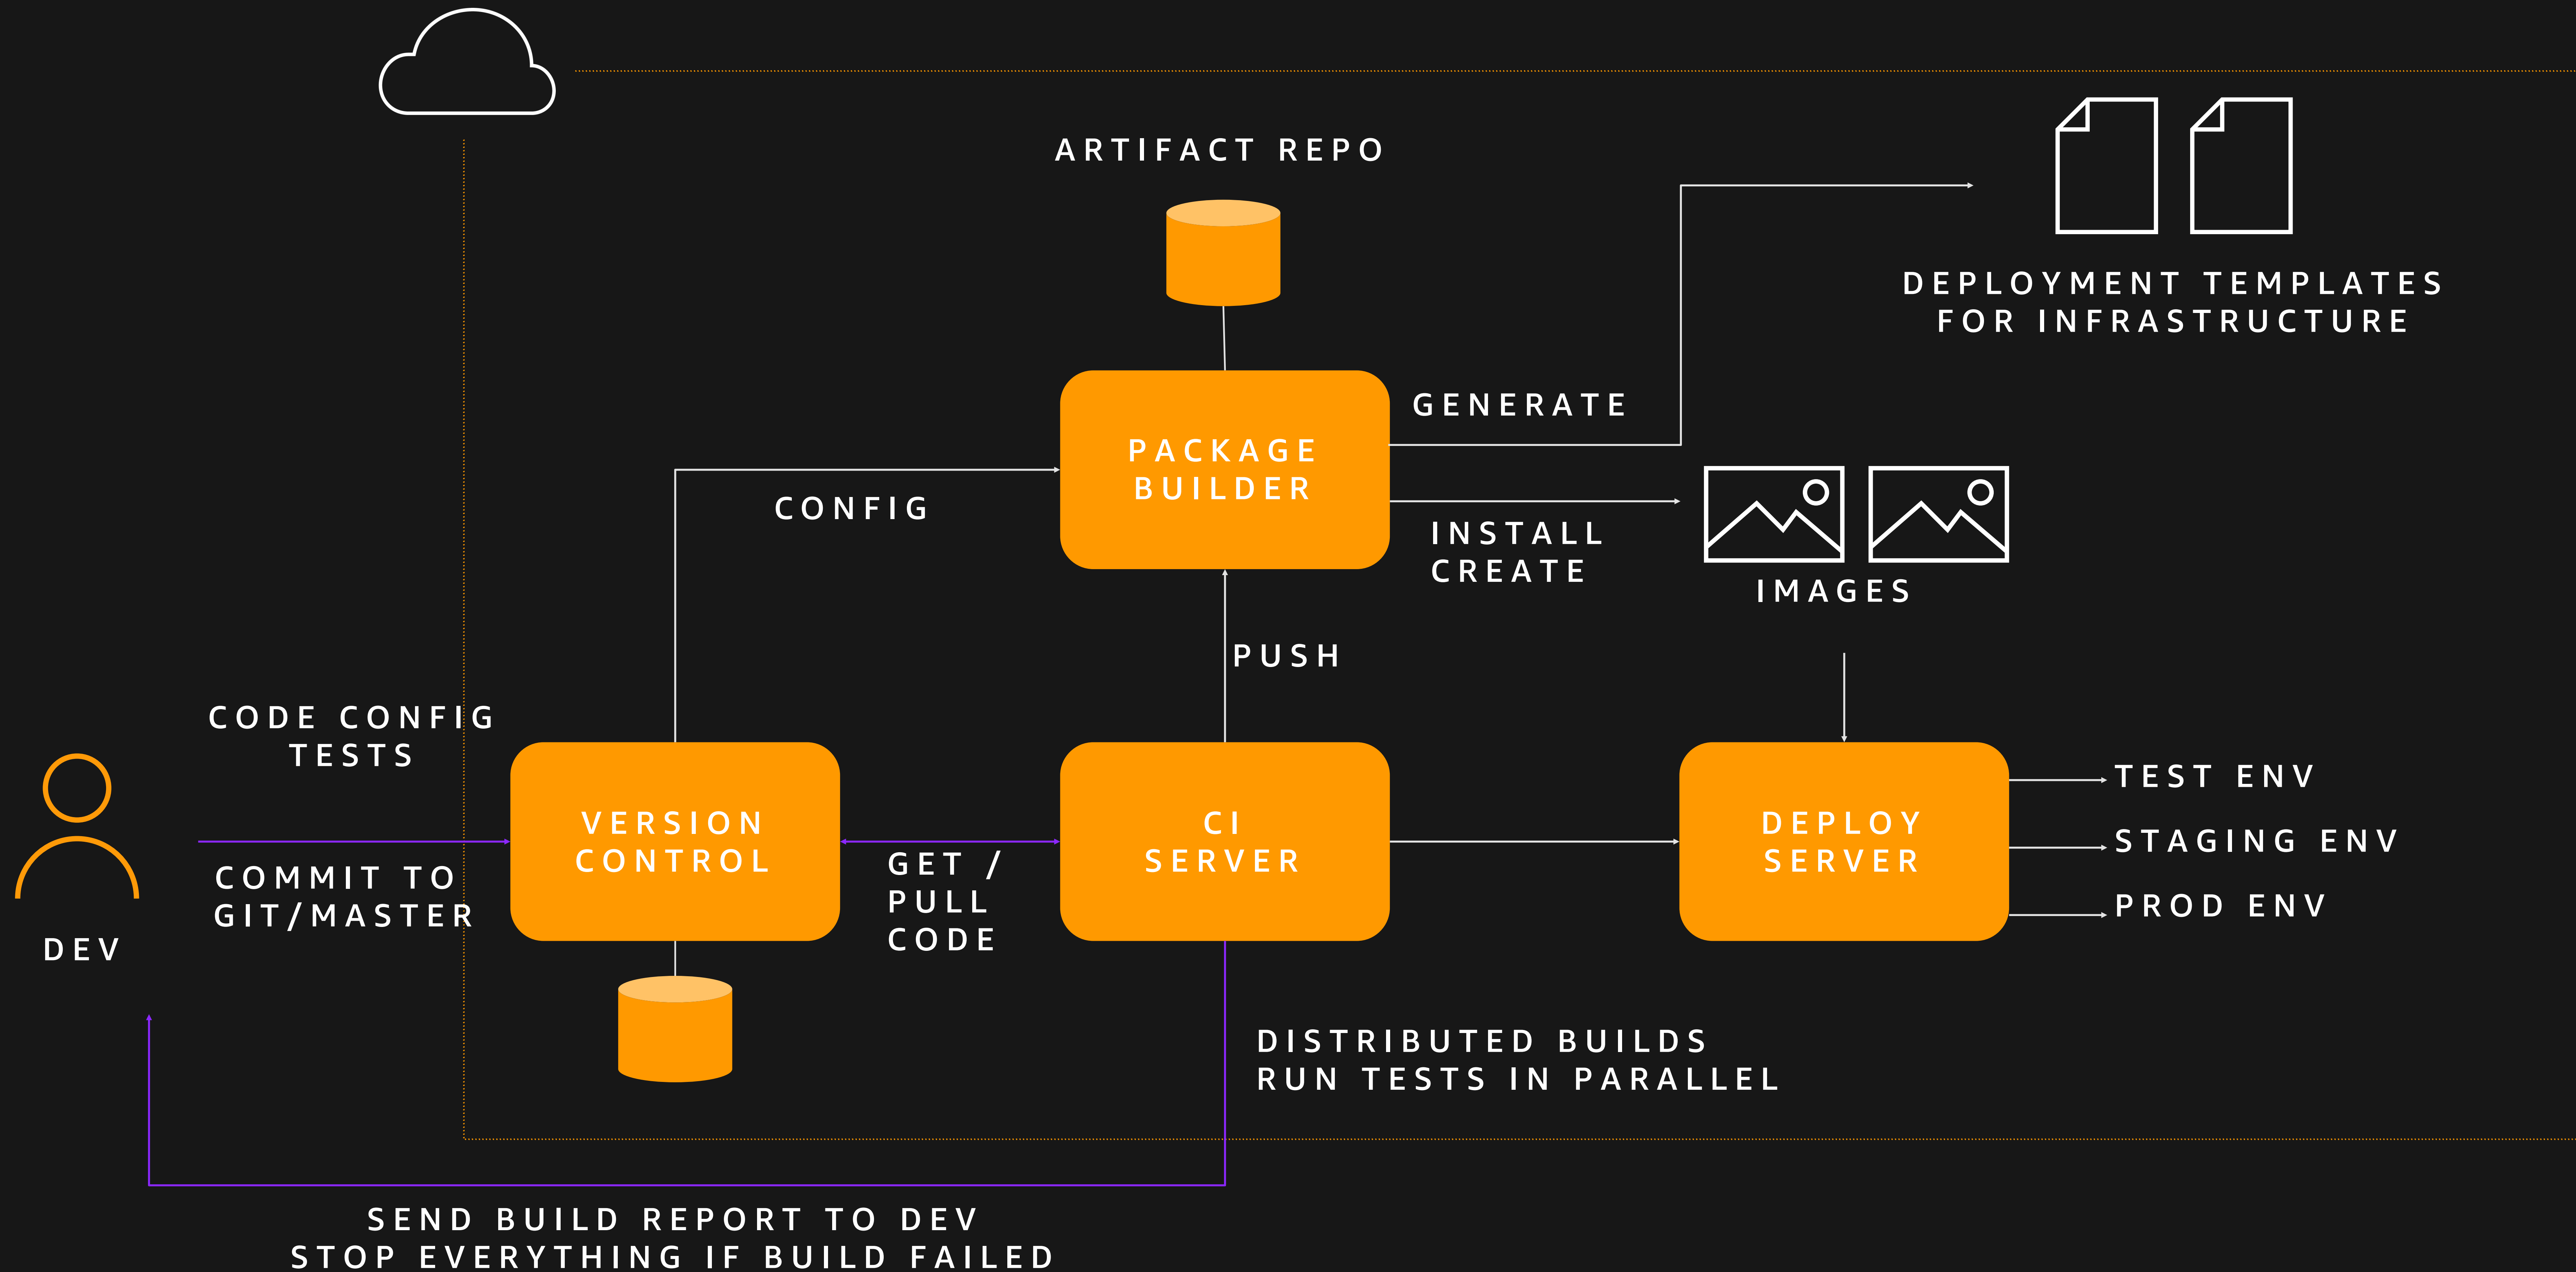 ARTIFACT REPO
DEPLOYMENT TEMPLATES
FOR INFRASTRUCTURE
GENERATE
PACKAGE
BUILDER
CONFIG
INSTALL
CREATE
IMAGES
PUSH
CODE CONFIG
TESTS
VERSION
CONTROL
CI
SERVER
DEPLOY
SERVER
TEST ENV
STAGING ENV
PROD ENV
COMMIT TO
GIT/MASTER
GET /
PULL
CODE
DEV
DISTRIBUTED BUILDS
RUN TESTS IN PARALLEL
SEND BUILD REPORT TO DEV
STOP EVERYTHING IF BUILD FAILED